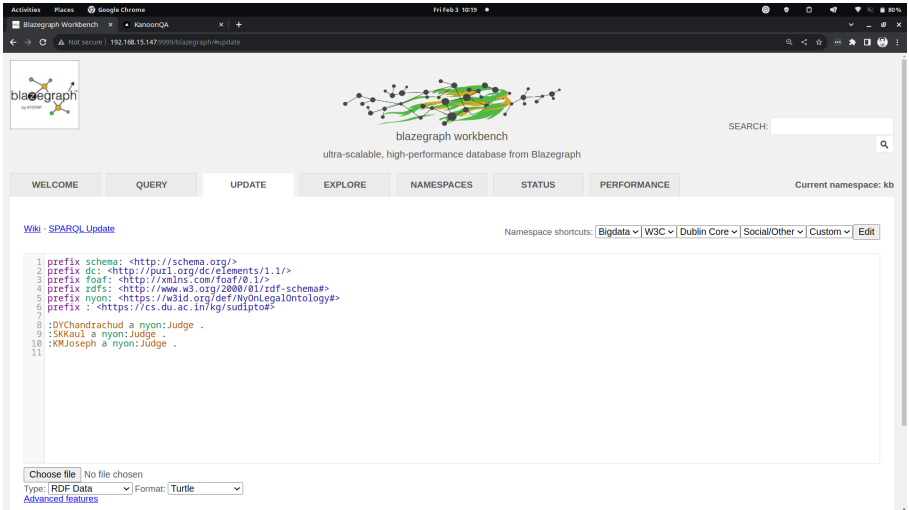 Activities Places Google Chrome Fri Feb 3 10:19 80%
Blazegraph Workbench × KanoonQA × +
Not secure 192.168.15.147:9999/blazegraph/#update
blazegraph
by SYSTAP
blazegraph workbench
ultra-scalable, high-performance database from Blazegraph
SEARCH:
WELCOME QUERY UPDATE EXPLORE NAMESPACES STATUS PERFORMANCE Current namespace: kb
Wiki - SPARQL Update
Namespace shortcuts: Bigdata W3C Dublin Core Social/Other Custom Edit
1 prefix schema: <http://schema.org/>
2 prefix dc: <http://purl.org/dc/elements/1.1/>
3 prefix foaf: <http://xmlns.com/foaf/0.1/>
4 prefix rdfs: <http://www.w3.org/2000/01/rdf-schema#>
5 prefix nyon: <https://w3id.org/def/NyOnLegalOntology#>
6 prefix : <https://cs.du.ac.in/kg/sudipto#>
7
8 :DYChandrachud a nyon:Judge .
9 :SKKaul a nyon:Judge .
10 :KMJoseph a nyon:Judge .
11
Choose file No file chosen
Type: RDF Data Format: Turtle
Advanced features